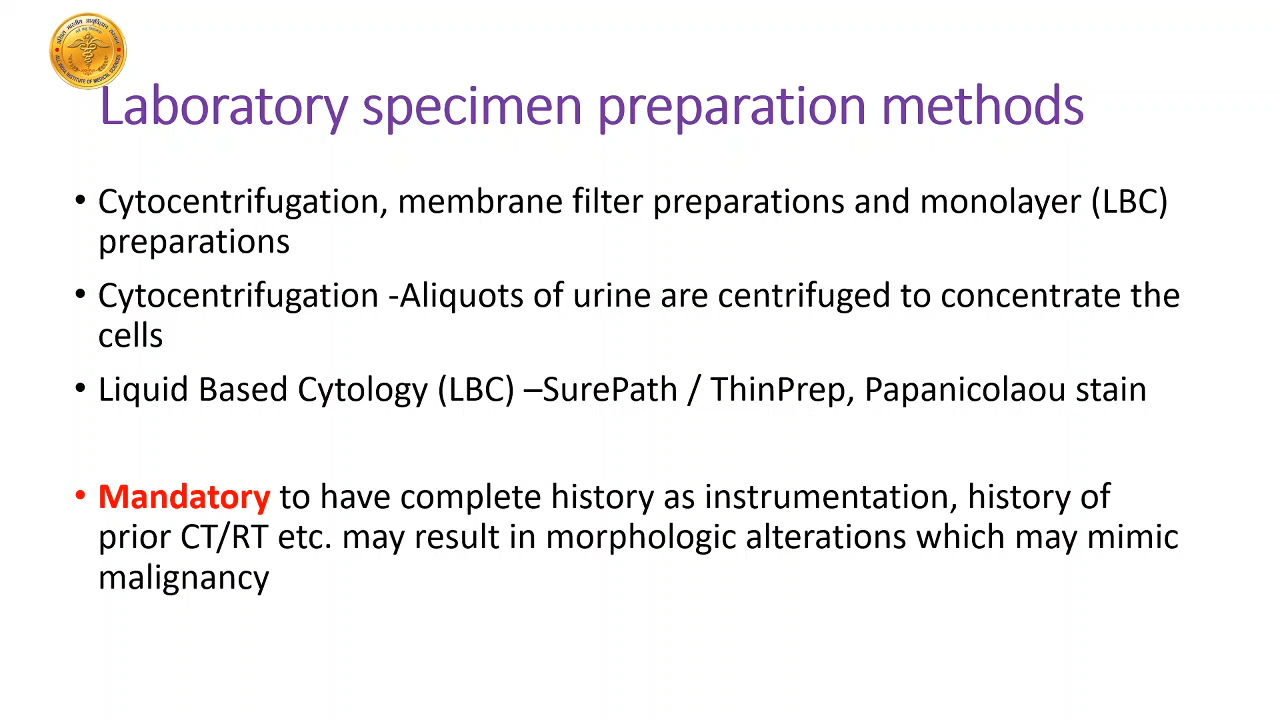 Laboratory specimen preparation methods
• Cytocentrifugation, membrane filter preparations and monolayer (LBC)
preparations
• Cytocentrifugation -Aliquots of urine are centrifuged to concentrate the
cells
• Liquid Based Cytology (LBC) –SurePath / ThinPrep, Papanicolaou stain
• Mandatory to have complete history as instrumentation, history of
prior CT/RT etc. may result in morphologic alterations which may mimic
malignancy